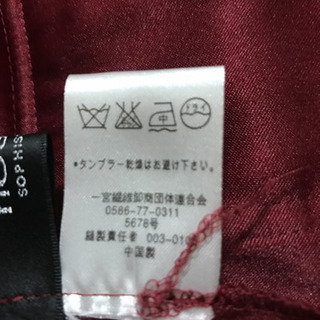 中
ドライ
*タンブラー乾燥はお避け下さい。
一宮繊維卸商団体連合会
0586-77-0311
5678号
縫製責任者 003-010
中国製
SOPHIS